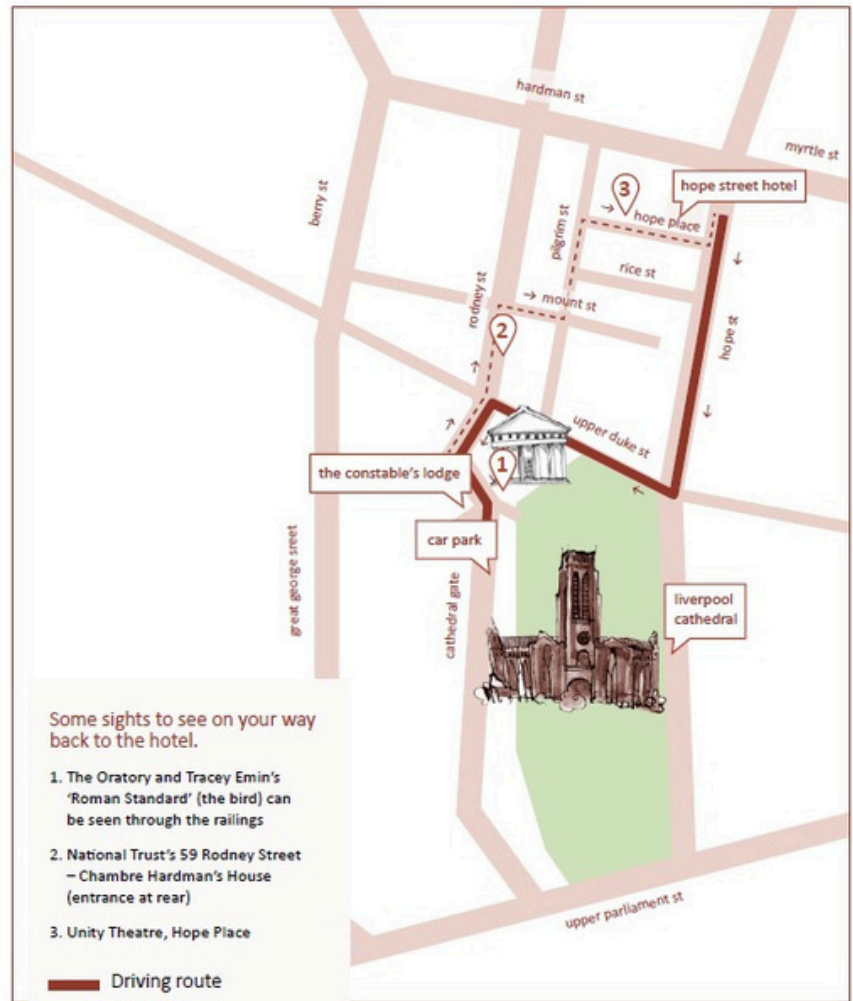 hardman st
myrtle st
berry st
3
hope street hotel
hope place
pilgrim st
rice st
rodney st
mount st
2
hope st
upper duke st
1
the constable's lodge
car park
great george sreet
cathedral gate
liverpool
cathedral
upper parliament st
Some sights to see on your way
back to the hotel.
1. The Oratory and Tracey Emin's
'Roman Standard' (the bird) can
be seen through the railings
2. National Trust's 59 Rodney Street
– Chambre Hardman's House
(entrance at rear)
3. Unity Theatre, Hope Place
Driving route